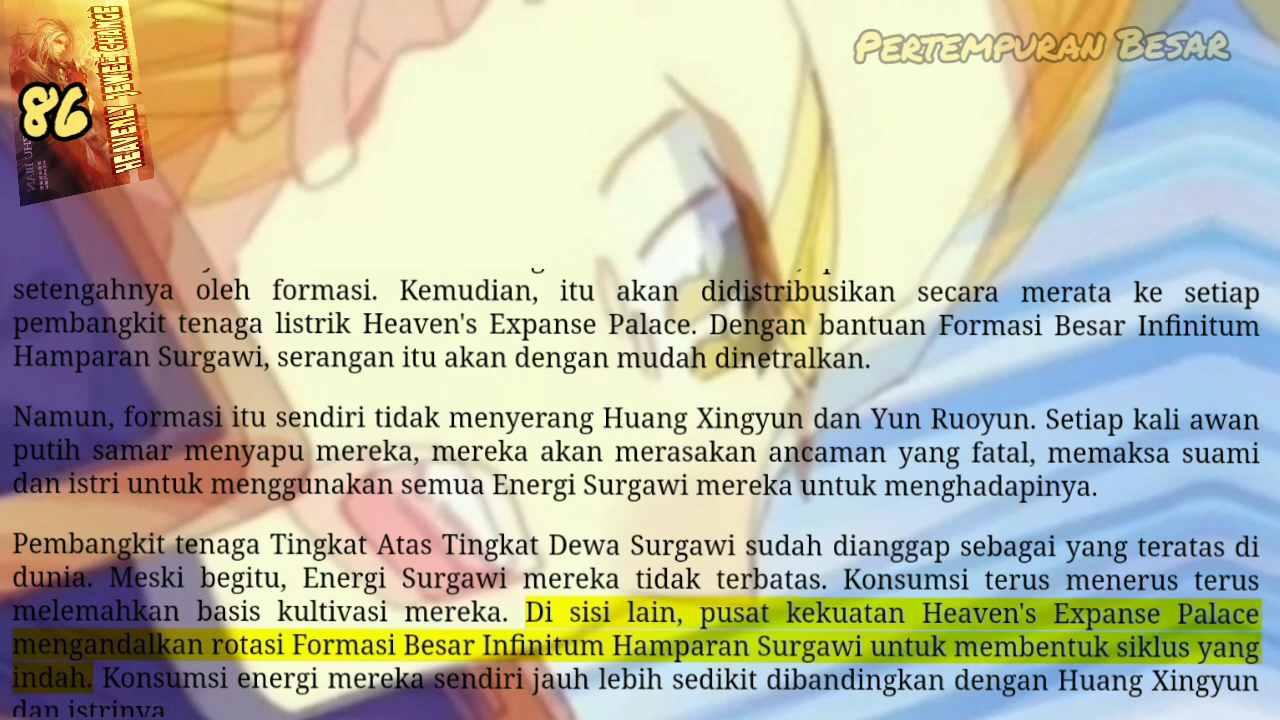 HEAVENLY JEWEL CHANGE
86
Pertempuran Besar
setengahnya oleh formasi. Kemudian, itu akan didistribusikan secara merata ke setiap
pembangkit tenaga listrik Heaven's Expanse Palace. Dengan bantuan Formasi Besar Infinitum
Hamparan Surgawi, serangan itu akan dengan mudah dinetralkan.
Namun, formasi itu sendiri tidak menyerang Huang Xingyun dan Yun Ruoyun. Setiap kali awan
putih samar menyapu mereka, mereka akan merasakan ancaman yang fatal, memaksa suami
dan istri untuk menggunakan semua Energi Surgawi mereka untuk menghadapinya.
Pembangkit tenaga Tingkat Atas Tingkat Dewa Surgawi sudah dianggap sebagai yang teratas di
dunia. Meski begitu, Energi Surgawi mereka tidak terbatas. Konsumsi terus menerus terus
melemahkan basis kultivasi mereka. Di sisi lain, pusat kekuatan Heaven's Expanse Palace
mengandalkan rotasi Formasi Besar Infinitum Hamparan Surgawi untuk membentuk siklus yang
indah. Konsumsi energi mereka sendiri jauh lebih sedikit dibandingkan dengan Huang Xingyun
dan istrinya